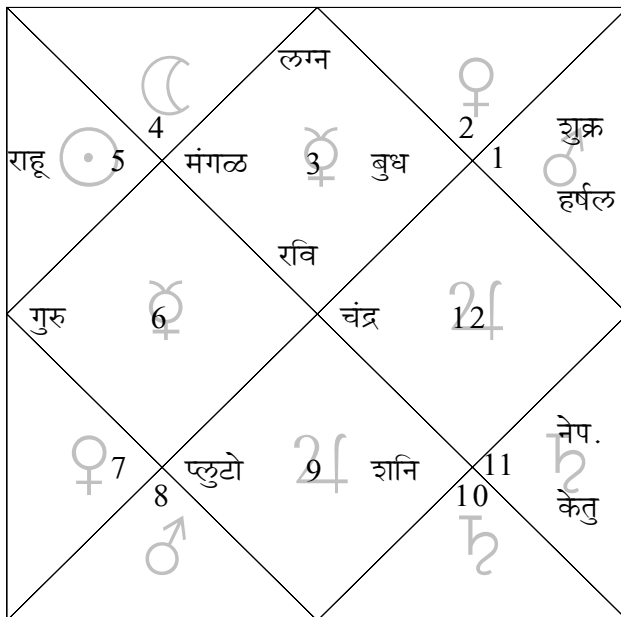 लग्न
4
2
शुक्र
राहू 5 मंगळ 3 बुध 1
हर्षल
रवि
गुरु 6 चंद्र 12
नेप.
7 प्लुटो 9 शनि 11
8 10 केतु